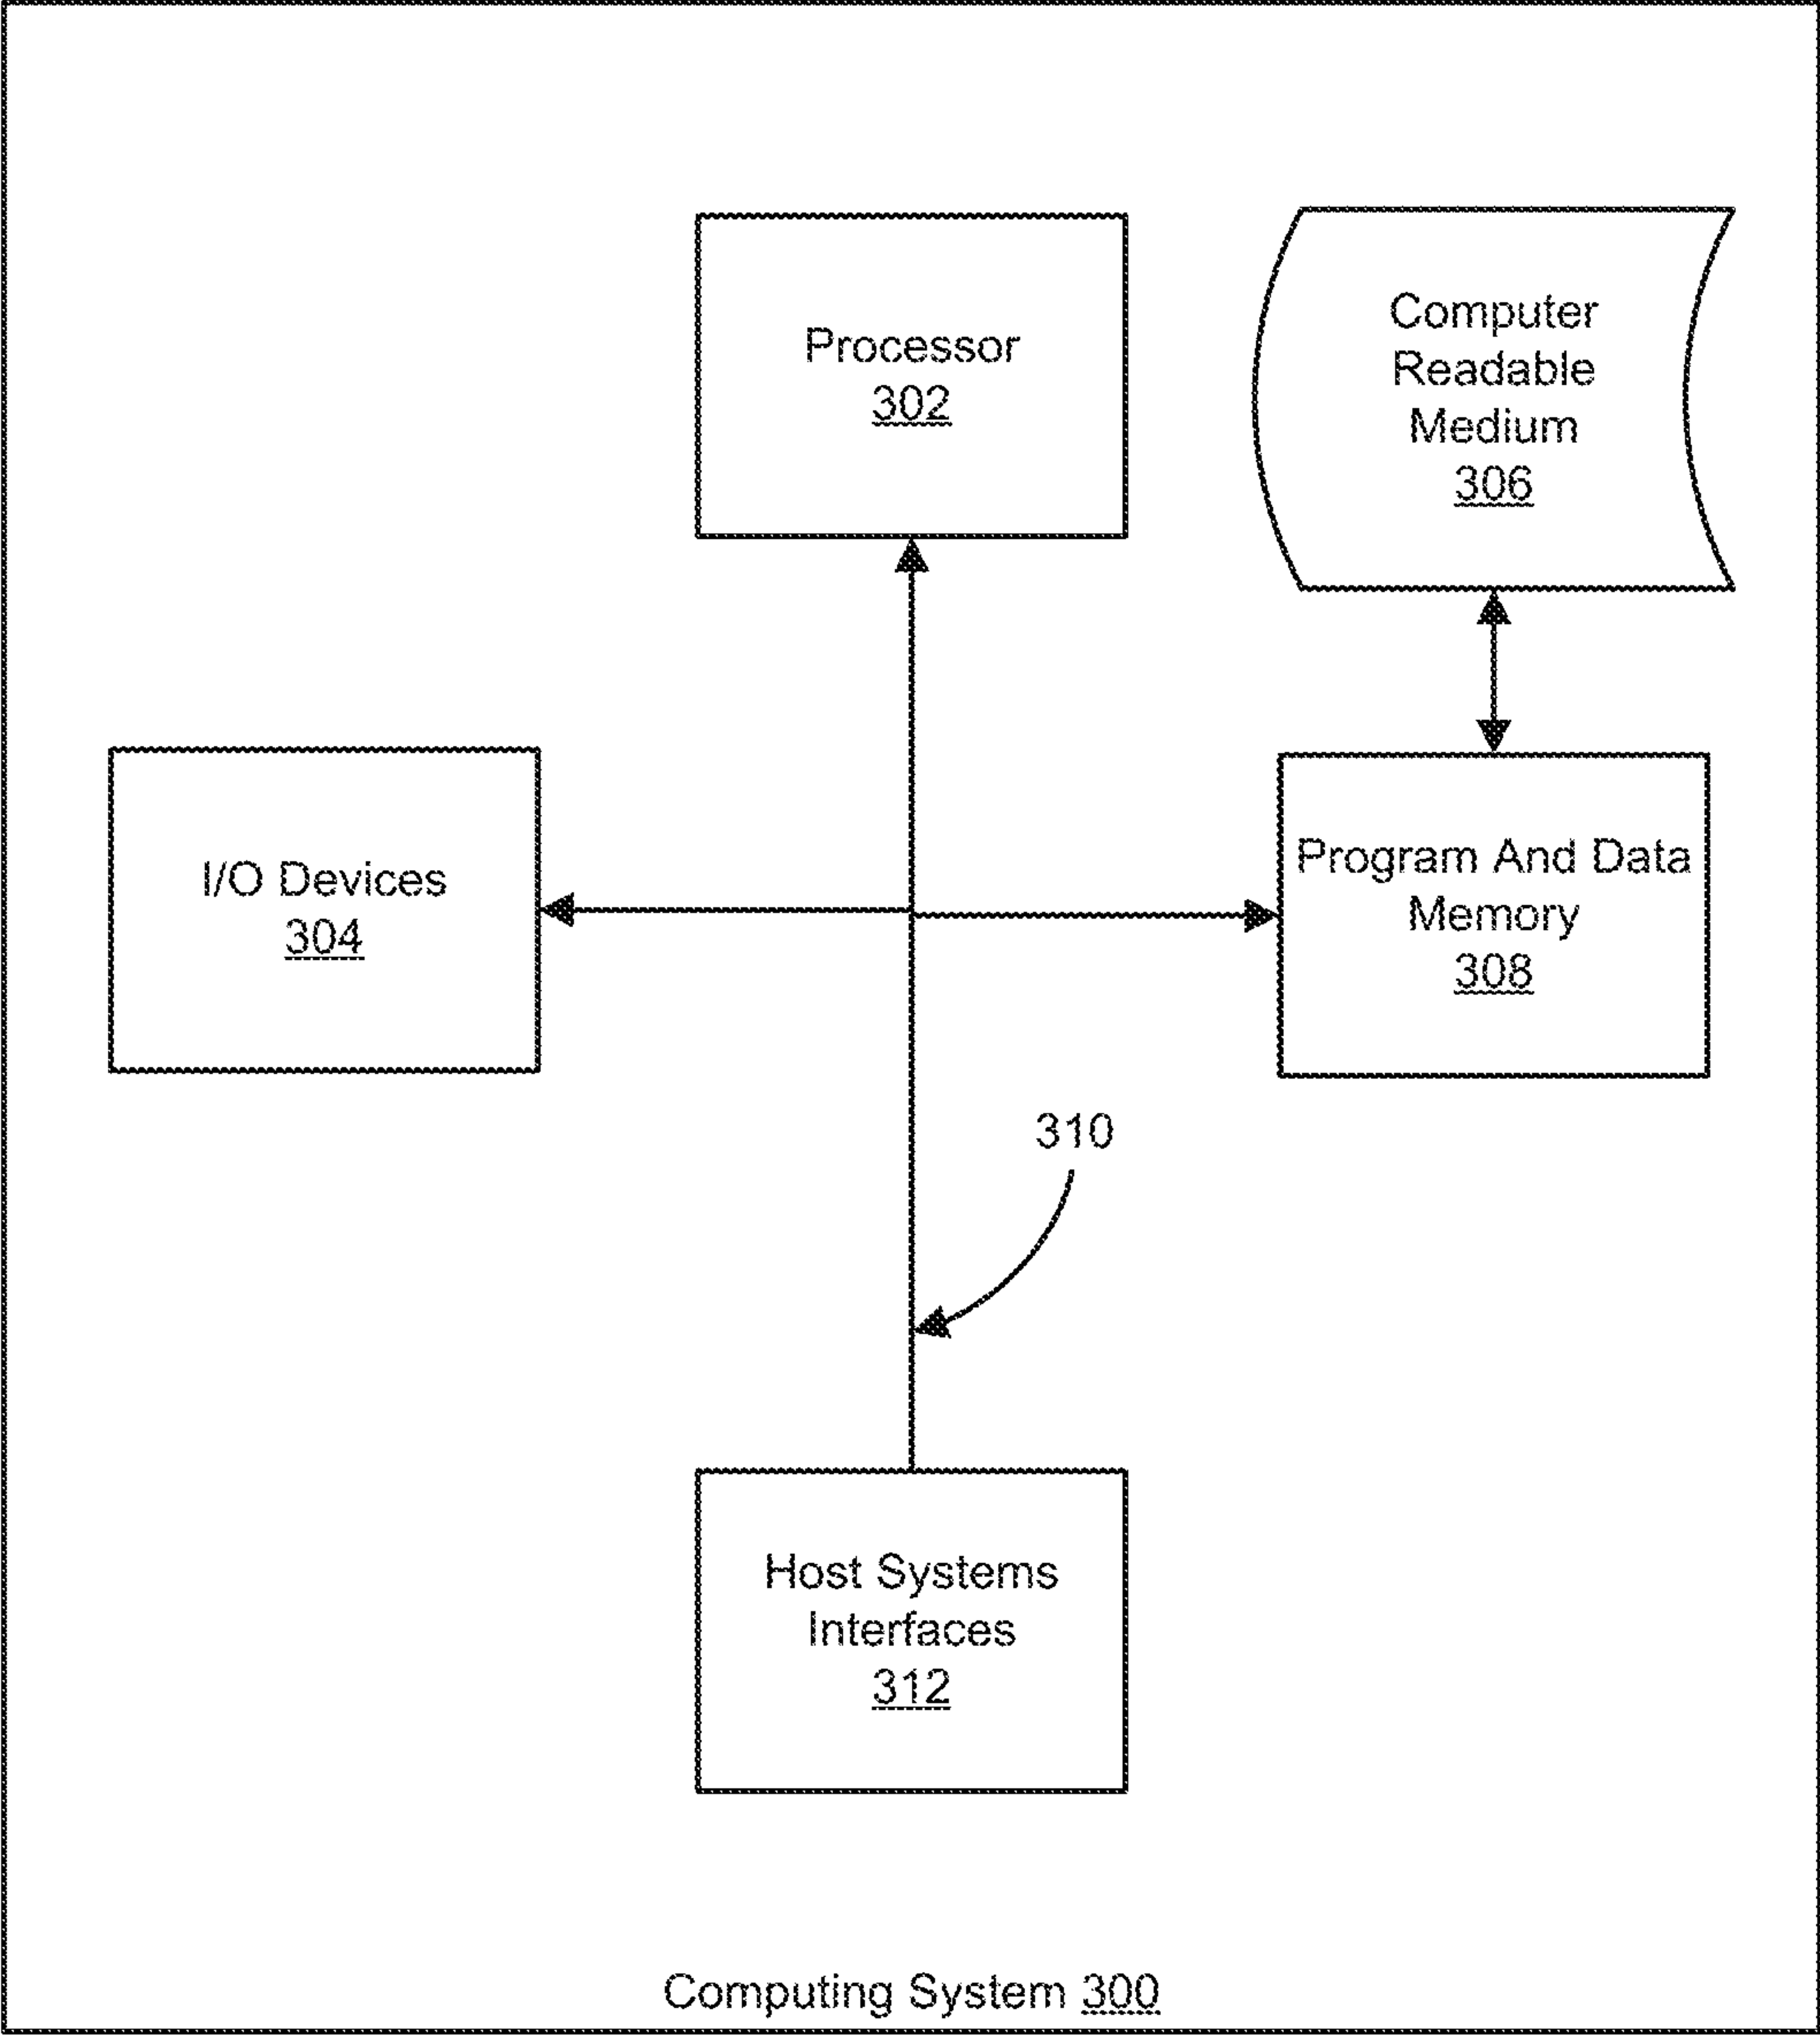 Processor
302
Computer
Readable
Medium
306
I/O Devices
304
Program And Data
Memory
308
310
Host Systems
Interfaces
312
Computing System 300